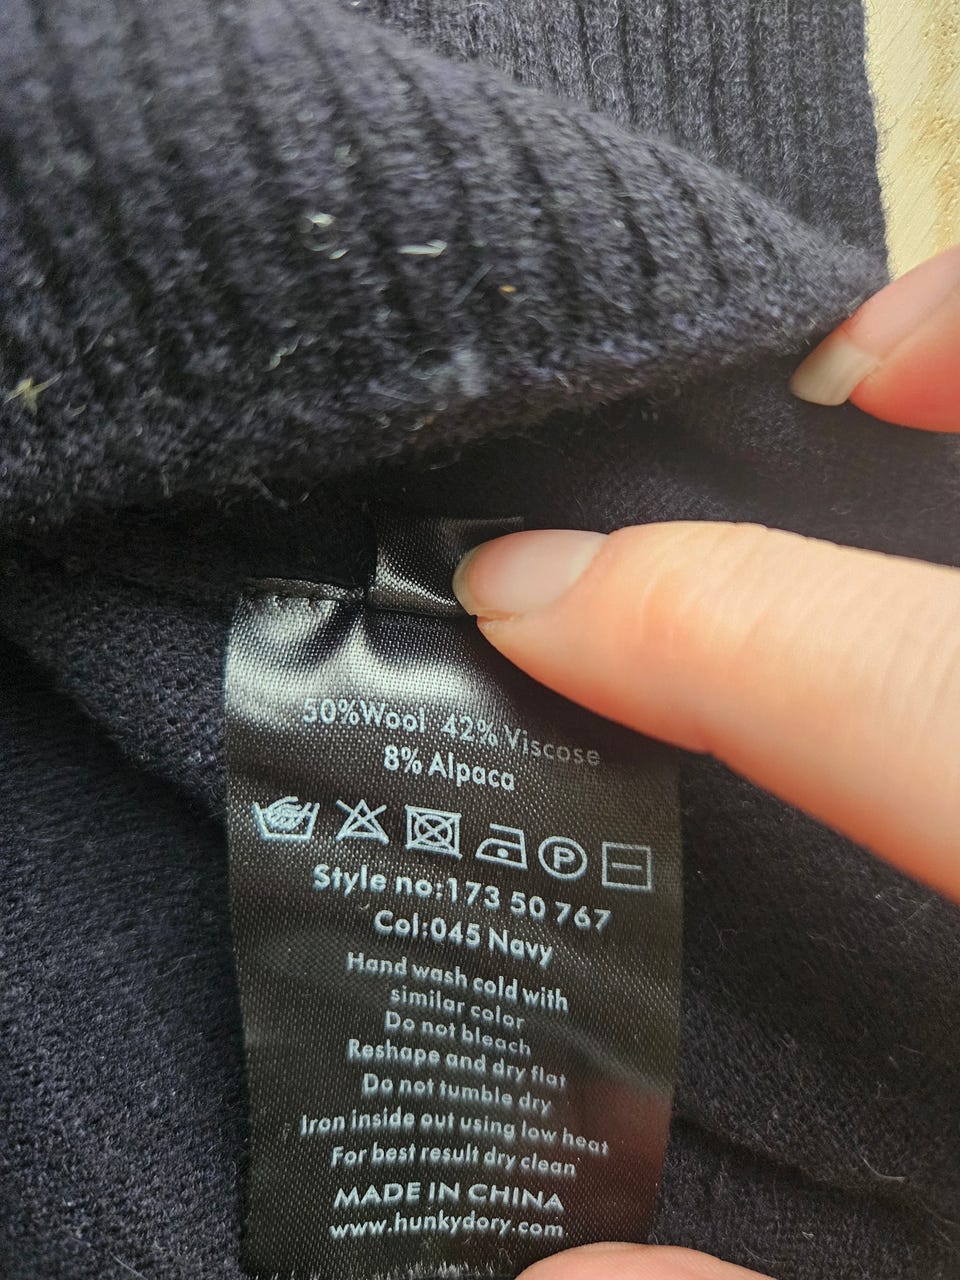 50%Wool 42%Viscose
8% Alpaca
P
Style no:173 50 767
Col:045 Navy
Hand wash cold with
similar color
Do not bleach
Reshape and dry flat
Do not tumble dry
Iron inside out using low heat
For best result dry clean
MADE IN CHINA
www.hunkydory.com